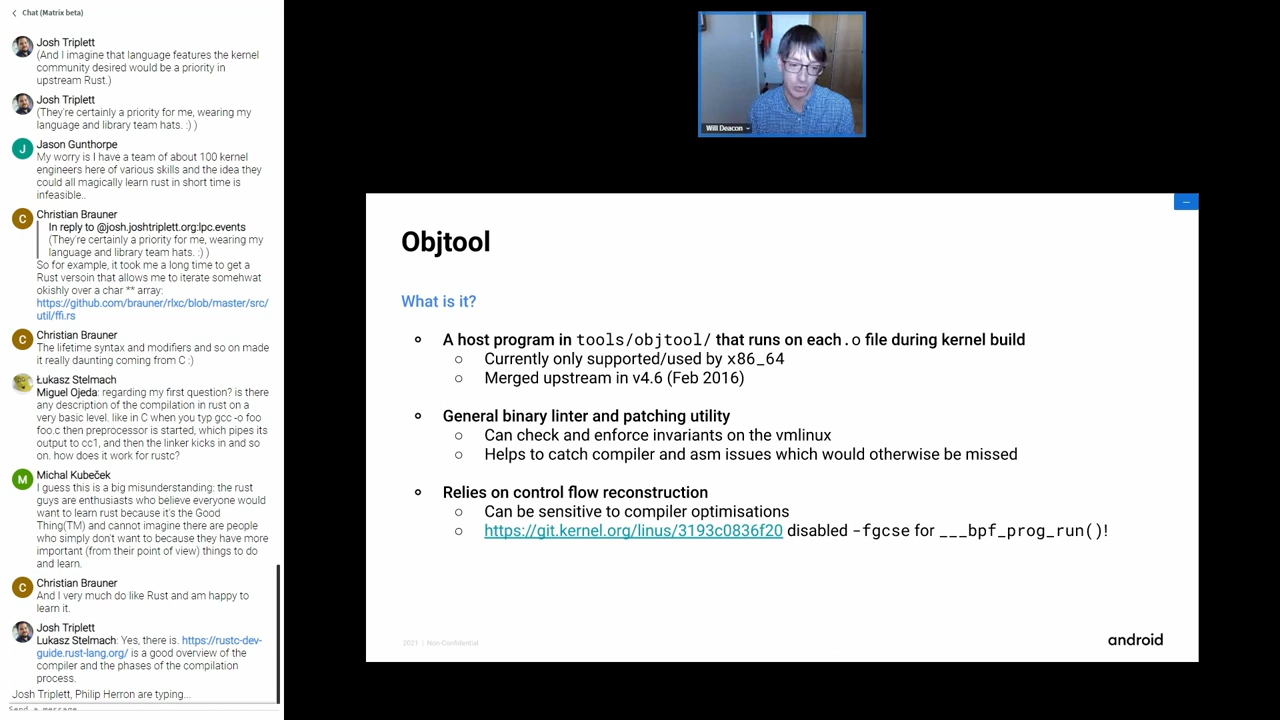 Chat (Matrix beta)
Josh Triplett
(And I imagine that language features the kernel
community desired would be a priority in
upstream Rust.)
Josh Triplett
(They're certainly a priority for me, wearing my
language and library team hats. :) )
J
Jason Gunthorpe
My worry is I have a team of about 100 kernel
engineers here of various skills and the idea they
could all magically learn rust in short time is
infeasible..
C
Christian Brauner
In reply to @josh.joshtriplett.org:lpc.events
(They're certainly a priority for me, wearing my
language and library team hats. :) )
So for example, it took me a long time to get a
Rust versoin that allows me to iterate somehwat
okishly over a char ** array:
https://github.com/brauner/rlxc/blob/master/src/
util/ffi.rs
C
Christian Brauner
The lifetime syntax and modifiers and so on made
it really daunting coming from C :)
Łukasz Stelmach
Miguel Ojeda: regarding my first question? is there
any description of the compilation in rust on a
very basic level. like in C when you typ gcc -o foo
foo.c then preprocessor is started, which pipes its
output to cc1, and then the linker kicks in and so
on. how does it work for rustc?
M
Michal Kubeček
I guess this is a big misunderstanding: the rust
guys are enthusiasts who believe everyone would
want to learn rust because it's the Good
Thing(TM) and cannot imagine there are people
who simply don't want to because they have more
important (from their point of view) things to do
and learn.
C
Christian Brauner
And I very much do like Rust and am happy to
learn it.
Josh Triplett
Lukasz Stelmach: Yes, there is. https://rustc-dev-
guide.rust-lang.org/ is a good overview of the
compiler and the phases of the compilation
process.
Josh Triplett, Philip Herron are typing...
Send a message
Will Deacon
Objtool
What is it?
A host program in tools/objtool/ that runs on each .o file during kernel build
Currently only supported/used by x86_64
Merged upstream in v4.6 (Feb 2016)
General binary linter and patching utility
Can check and enforce invariants on the vmlinux
Helps to catch compiler and asm issues which would otherwise be missed
Relies on control flow reconstruction
Can be sensitive to compiler optimisations
https://git.kernel.org/linus/3193c0836f20 disabled -fgcse for ___bpf_prog_run()!
2021 | Non-Confidential
android